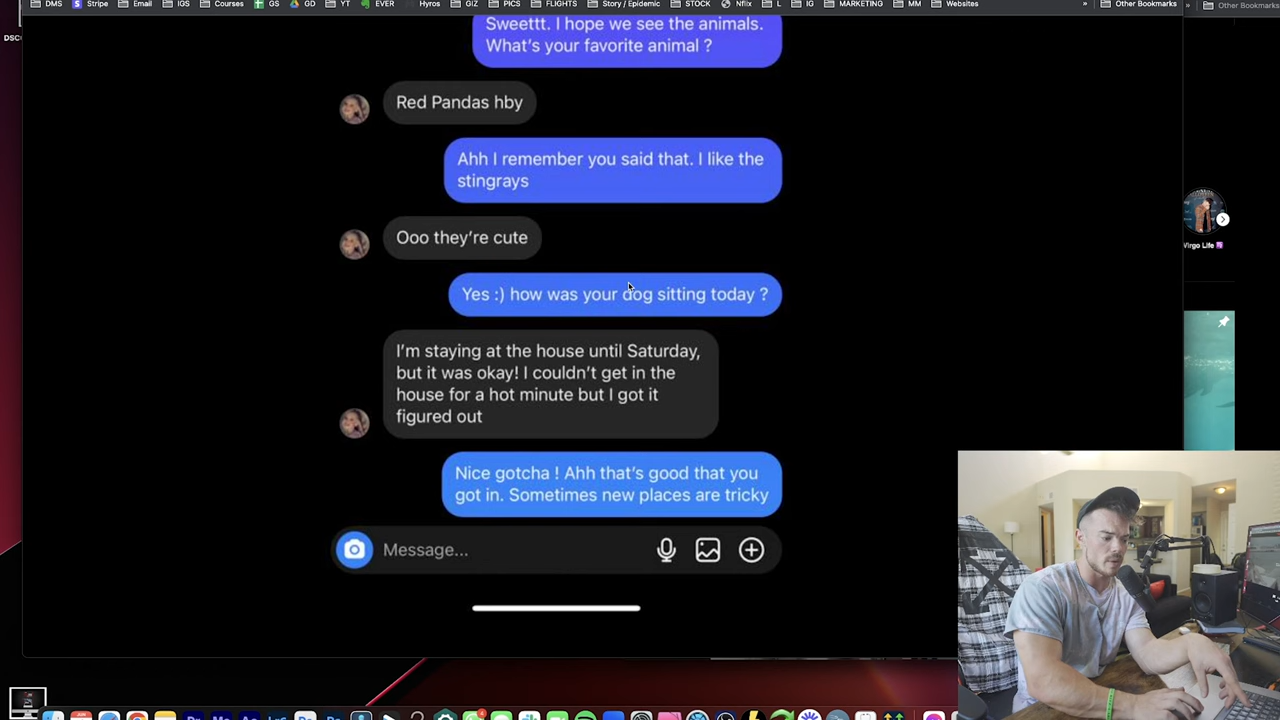 DMS Stripe Email IGS Courses GS GD YT EVER Hyros GIZ PICS FLIGHTS Story / Epidemic STOCK Nflix L IG MARKETING MM Websites » Other Bookmarks » Other Bookmarks
Sweettt. I hope we see the animals.
What's your favorite animal ?
Red Pandas hby
Ahh I remember you said that. I like the
stingrays
Ooo they're cute
Virgo Life
Yes :) how was your dog sitting today ?
I'm staying at the house until Saturday,
but it was okay! I couldn't get in the
house for a hot minute but I got it
figured out
Nice gotcha ! Ahh that's good that you
got in. Sometimes new places are tricky
Message...